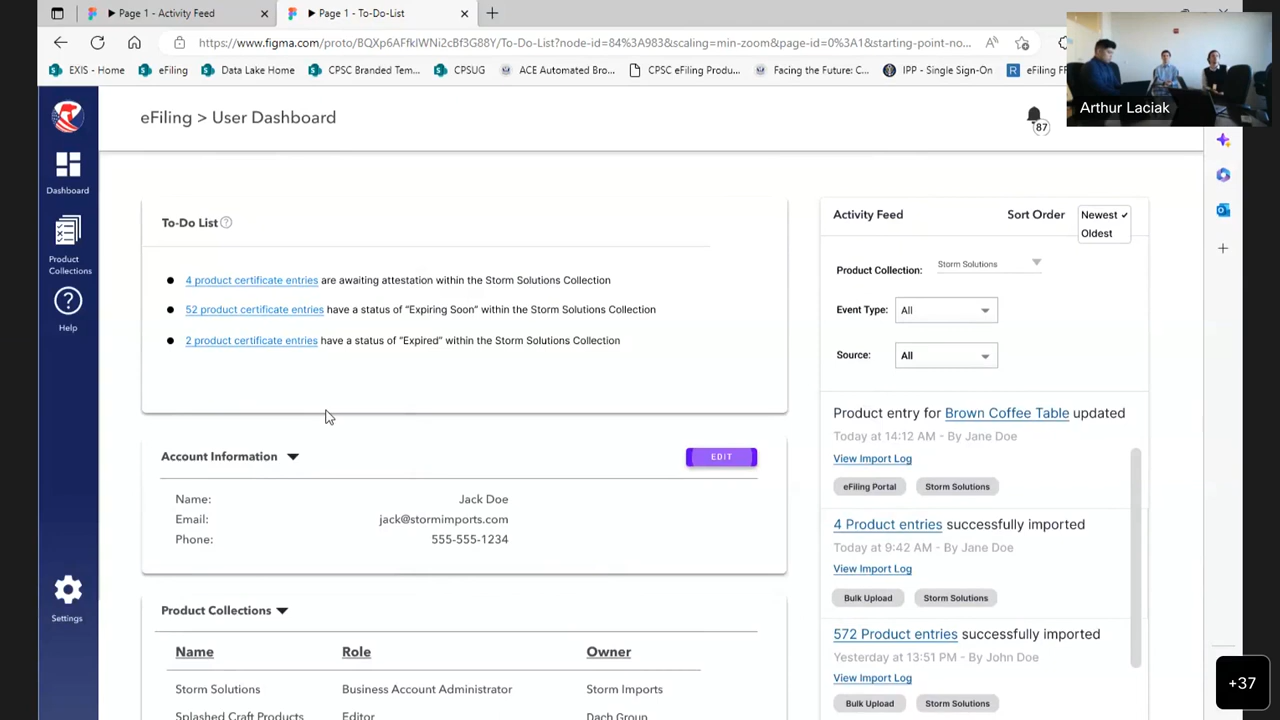 Page 1 - Activity Feed
Page 1 - To-Do-List
https://www.figma.com/proto/BQXp6AFfkIWNi2cBf3G88Y/To-Do-List?node-id=84%3A983&scaling=min-zoom&page-id=0%3A1&starting-point-no...
EXIS - Home
eFiling
Data Lake Home
CPSC Branded Tem...
CPSUG
ACE Automated Bro...
CPSC eFiling Produ...
Facing the Future: C...
IPP - Single Sign-On
eFiling FF
Arthur Laciak
eFiling > User Dashboard
87
Dashboard
Product Collections
Help
Settings
To-Do List ?
4 product certificate entries are awaiting attestation within the Storm Solutions Collection
52 product certificate entries have a status of "Expiring Soon" within the Storm Solutions Collection
2 product certificate entries have a status of "Expired" within the Storm Solutions Collection
Account Information
EDIT
Name: Jack Doe
Email: jack@stormimports.com
Phone: 555-555-1234
Product Collections
Name Role Owner
Storm Solutions Business Account Administrator Storm Imports
Splashed Craft Products Editor Dach Group
Activity Feed Sort Order Newest
Oldest
Product Collection: Storm Solutions
Event Type: All
Source: All
Product entry for Brown Coffee Table updated
Today at 14:12 AM - By Jane Doe
View Import Log
eFiling Portal Storm Solutions
4 Product entries successfully imported
Today at 9:42 AM - By Jane Doe
View Import Log
Bulk Upload Storm Solutions
572 Product entries successfully imported
Yesterday at 13:51 PM - By John Doe
View Import Log
Bulk Upload Storm Solutions
+37